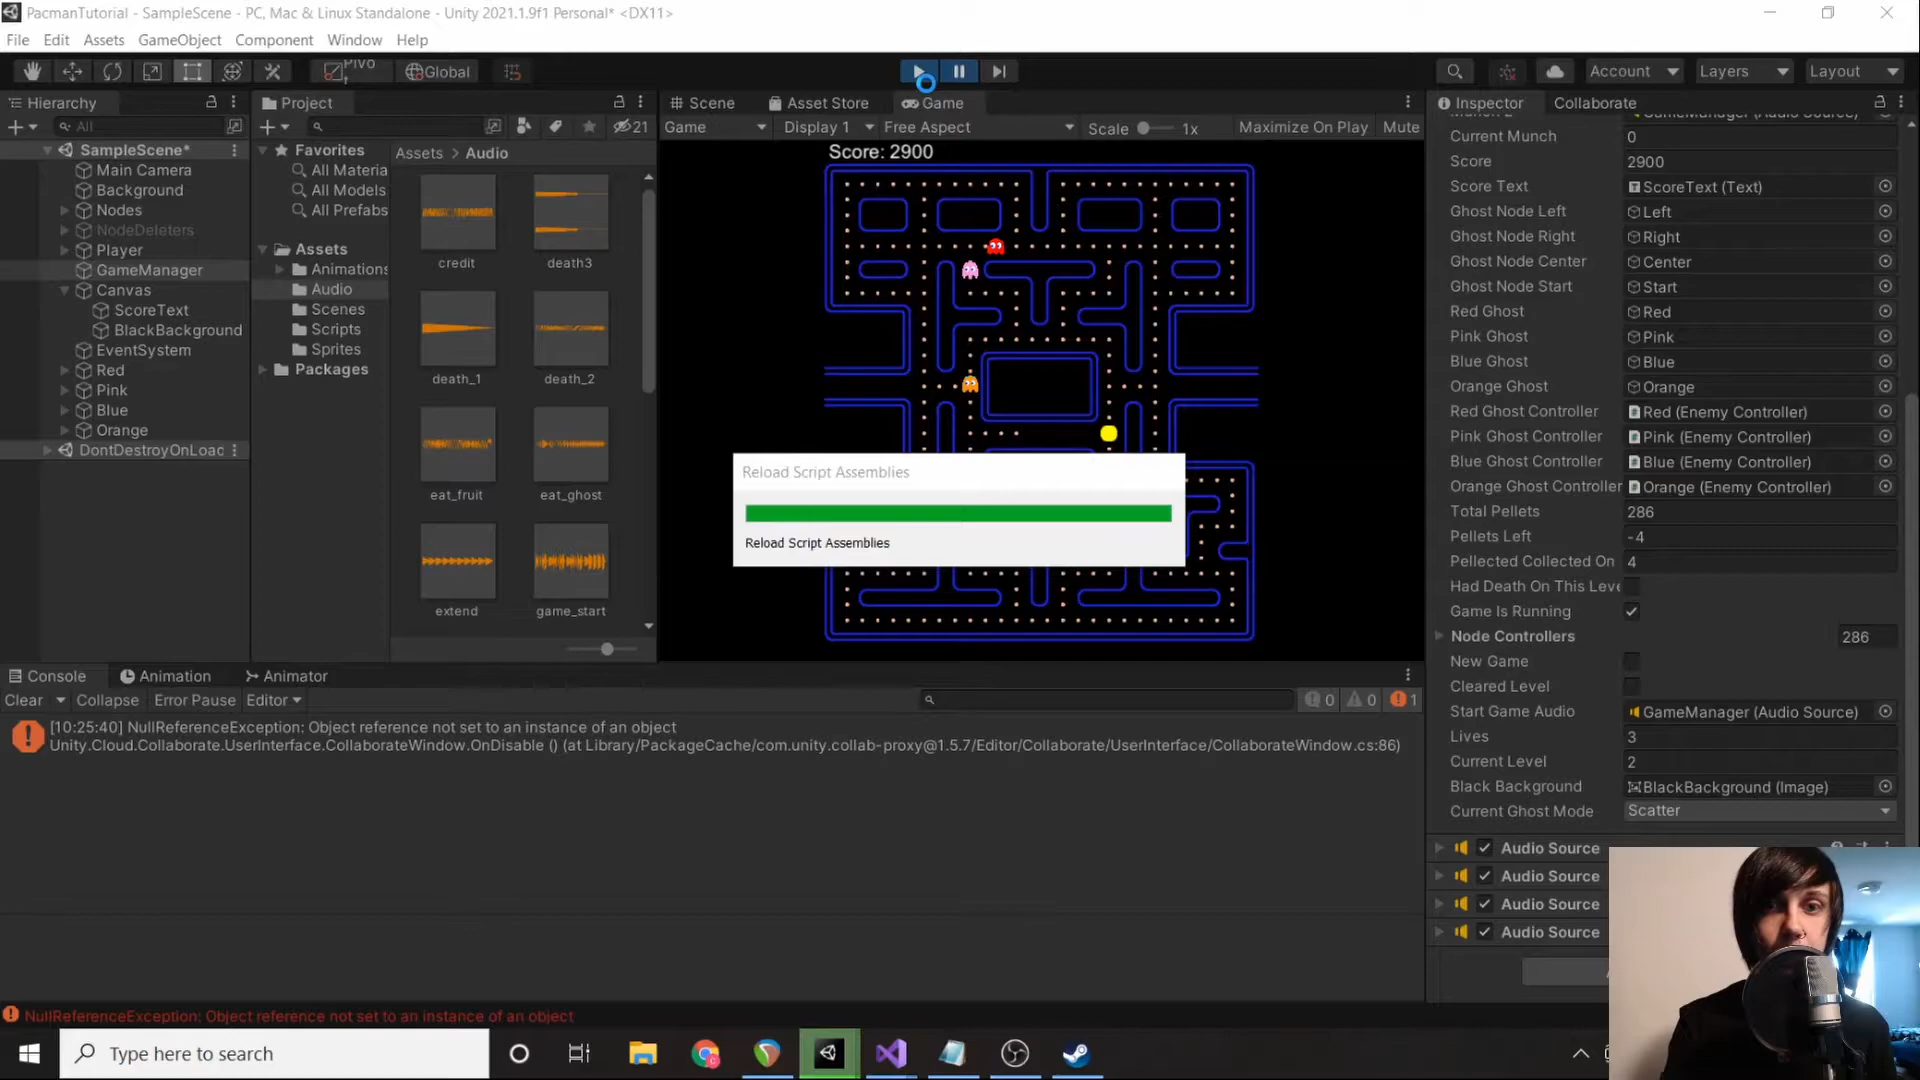 PacmanTutorial - SampleScene - PC, Mac & Linux Standalone - Unity 2021.1.9f1 Personal* <DX11>
File Edit Assets GameObject Component Window Help
Global
Account Layers Layout
Hierarchy
All
SampleScene*
Main Camera
Background
Nodes
NodeDeleters
Player
GameManager
Canvas
ScoreText
BlackBackground
EventSystem
Red
Pink
Blue
Orange
DontDestroyOnLoac
Project
21
Favorites
All Materia
All Models
All Prefabs
Assets
Animations
Audio
Scenes
Scripts
Sprites
Packages
Assets > Audio
credit death3
death_1 death_2
eat_fruit eat_ghost
extend game_start
Scene Asset Store Game
Game Display 1 Free Aspect Scale 1x Maximize On Play Mute
Score: 2900
Reload Script Assemblies
Reload Script Assemblies
Inspector Collaborate
Current Munch 0
Score 2900
Score Text ScoreText (Text)
Ghost Node Left Left
Ghost Node Right Right
Ghost Node Center Center
Ghost Node Start Start
Red Ghost Red
Pink Ghost Pink
Blue Ghost Blue
Orange Ghost Orange
Red Ghost Controller Red (Enemy Controller)
Pink Ghost Controller Pink (Enemy Controller)
Blue Ghost Controller Blue (Enemy Controller)
Orange Ghost Controller Orange (Enemy Controller)
Total Pellets 286
Pellets Left -4
Pellected Collected On 4
Had Death On This Leve
Game Is Running
Node Controllers 286
New Game
Cleared Level
Start Game Audio GameManager (Audio Source)
Lives 3
Current Level 2
Black Background BlackBackground (Image)
Current Ghost Mode Scatter
Audio Source
Audio Source
Audio Source
Audio Source
Console Animation Animator
Clear Collapse Error Pause Editor 0 0 1
[10:25:40] NullReferenceException: Object reference not set to an instance of an object
Unity.Cloud.Collaborate.UserInterface.CollaborateWindow.OnDisable () (at Library/PackageCache/com.unity.collab-proxy@1.5.7/Editor/Collaborate/UserInterface/CollaborateWindow.cs:86)
NullReferenceException: Object reference not set to an instance of an object
Type here to search